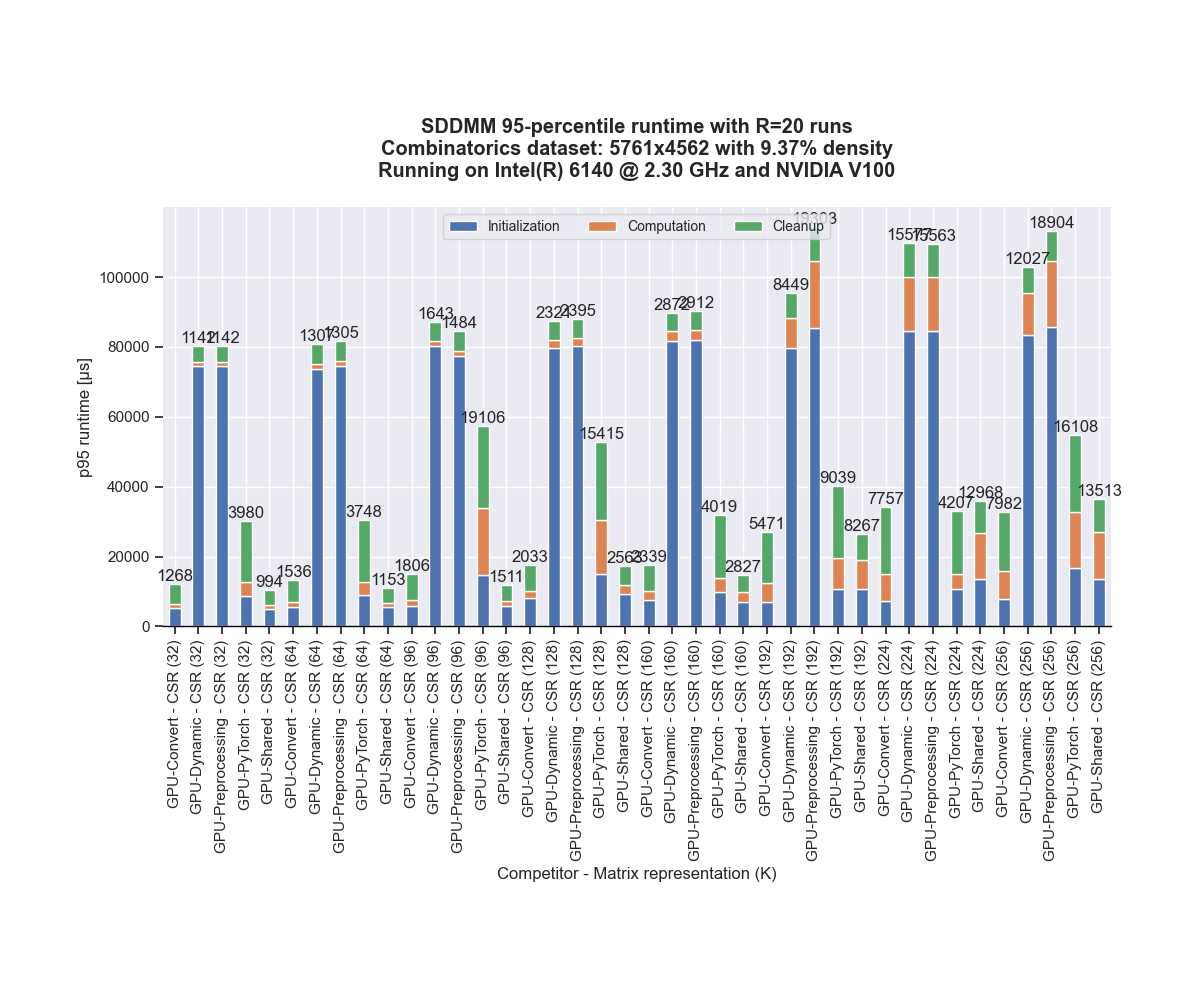 SDDMM 95-percentile runtime with R=20 runs
Combinatorics dataset: 5761x4562 with 9.37% density
Running on Intel(R) 6140 @ 2.30 GHz and NVIDIA V100
Initialization
Computation
Cleanup
p95 runtime [µs]
100000
80000
60000
40000
20000
0
1268
1142
1142
3980
994
1536
1307
1305
3748
1153
1806
1643
1484
19106
1511
2033
2321
2395
15415
2563
2339
2872
2912
4019
2827
5471
8449
19303
9039
8267
7757
15577
15563
4207
12968
7982
12027
18904
16108
13513
GPU-Convert - CSR (32)
GPU-Dynamic - CSR (32)
GPU-Preprocessing - CSR (32)
GPU-PyTorch - CSR (32)
GPU-Shared - CSR (32)
GPU-Convert - CSR (64)
GPU-Dynamic - CSR (64)
GPU-Preprocessing - CSR (64)
GPU-PyTorch - CSR (64)
GPU-Shared - CSR (64)
GPU-Convert - CSR (96)
GPU-Dynamic - CSR (96)
GPU-Preprocessing - CSR (96)
GPU-PyTorch - CSR (96)
GPU-Shared - CSR (96)
GPU-Convert - CSR (128)
GPU-Dynamic - CSR (128)
GPU-Preprocessing - CSR (128)
GPU-PyTorch - CSR (128)
GPU-Shared - CSR (128)
GPU-Convert - CSR (160)
GPU-Dynamic - CSR (160)
GPU-Preprocessing - CSR (160)
GPU-PyTorch - CSR (160)
GPU-Shared - CSR (160)
GPU-Convert - CSR (192)
GPU-Dynamic - CSR (192)
GPU-Preprocessing - CSR (192)
GPU-PyTorch - CSR (192)
GPU-Shared - CSR (192)
GPU-Convert - CSR (224)
GPU-Dynamic - CSR (224)
GPU-Preprocessing - CSR (224)
GPU-PyTorch - CSR (224)
GPU-Shared - CSR (224)
GPU-Convert - CSR (256)
GPU-Dynamic - CSR (256)
GPU-Preprocessing - CSR (256)
GPU-PyTorch - CSR (256)
GPU-Shared - CSR (256)
Competitor - Matrix representation (K)